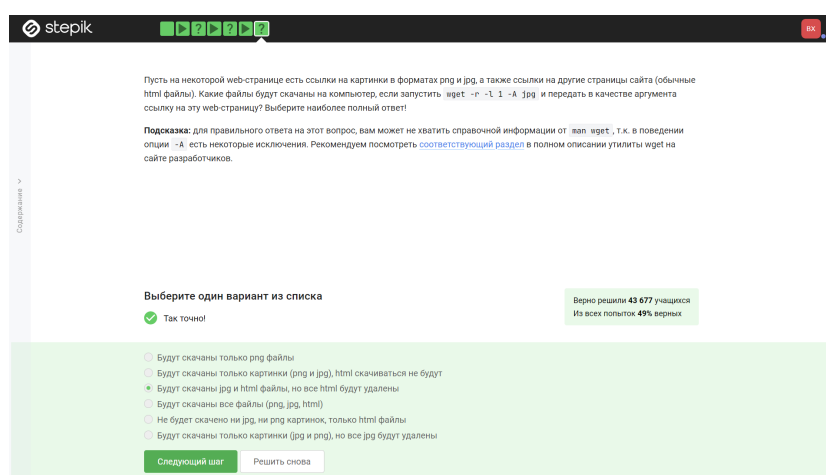 stepik
? ? ?
BX
Содержание
Пусть на некоторой web-странице есть ссылки на картинки в форматах png и jpg, а также ссылки на другие страницы сайта (обычные
html файлы). Какие файлы будут скачаны на компьютер, если запустить wget -r -l 1 -A jpg и передать в качестве аргумента
ссылку на эту web-страницу? Выберите наиболее полный ответ!
Подсказка: для правильного ответа на этот вопрос, вам может не хватить справочной информации от man wget, т.к. в поведении
опции -A есть некоторые исключения. Рекомендуем посмотреть соответствующий раздел в полном описании утилиты wget на
сайте разработчиков.
Выберите один вариант из списка
Так точно!
Верно решили 43 677 учащихся
Из всех попыток 49% верных
Будут скачаны только png файлы
Будут скачаны только картинки (png и jpg), html скачиваться не будут
Будут скачаны jpg и html файлы, но все html будут удалены
Будут скачаны все файлы (png, jpg, html)
Не будет скачено ни jpg, ни png картинок, только html файлы
Будут скачаны только картинки (jpg и png), но все jpg будут удалены
Следующий шаг
Решить снова